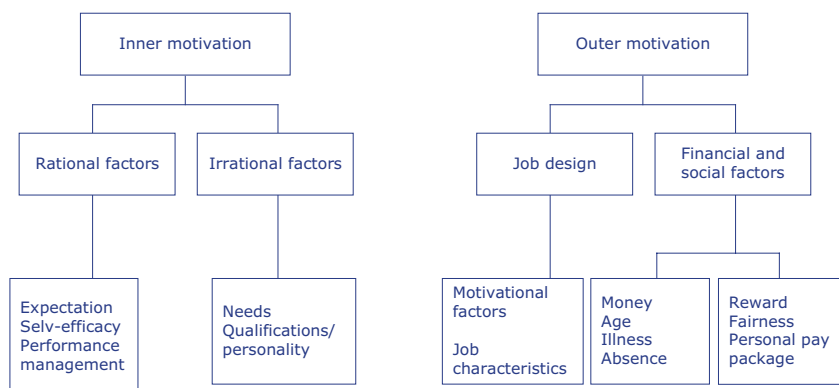 Inner motivation
Outer motivation
Rational factors
Irrational factors
Job design
Financial and
social factors
Expectation
Selv-efficacy
Performance
management
Needs
Qualifications/
personality
Motivational
factors
Job
characteristics
Money
Age
Illness
Absence
Reward
Fairness
Personal pay
package